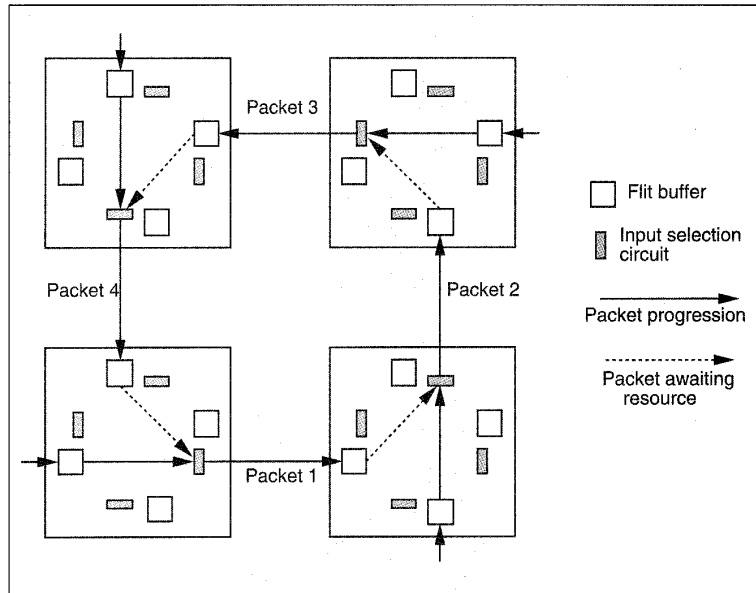 Packet 3
Packet 4
Packet 2
Packet 1
Flit buffer
Input selection
circuit
Packet progression
Packet awaiting
resource